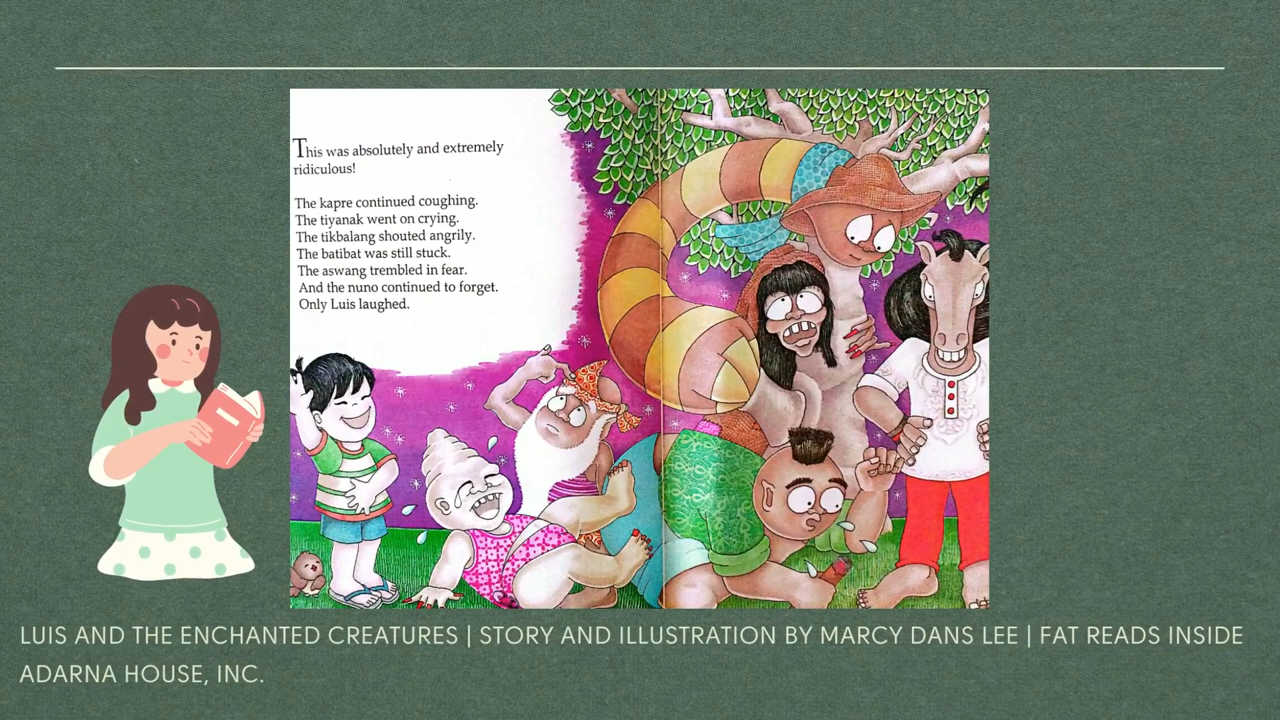 This was absolutely and extremely
ridiculous!
The kapre continued coughing.
The tiyanak went on crying.
The tikbalang shouted angrily.
The batibat was still stuck.
The aswang trembled in fear.
And the nuno continued to forget.
Only Luis laughed.
LUIS AND THE ENCHANTED CREATURES | STORY AND ILLUSTRATION BY MARCY DANS LEE | FAT READS INSIDE
ADARNA HOUSE, INC.